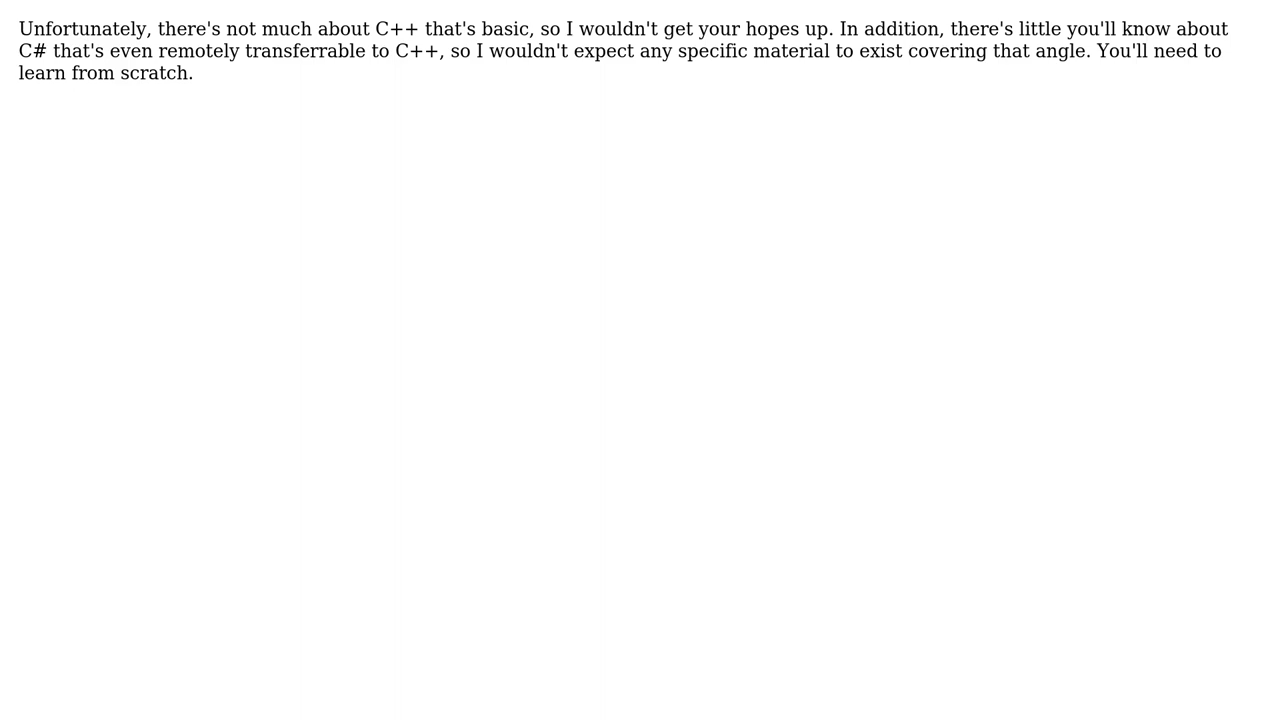 Unfortunately, there's not much about C++ that's basic, so I wouldn't get your hopes up. In addition, there's little you'll know about
C# that's even remotely transferrable to C++, so I wouldn't expect any specific material to exist covering that angle. You'll need to
learn from scratch.